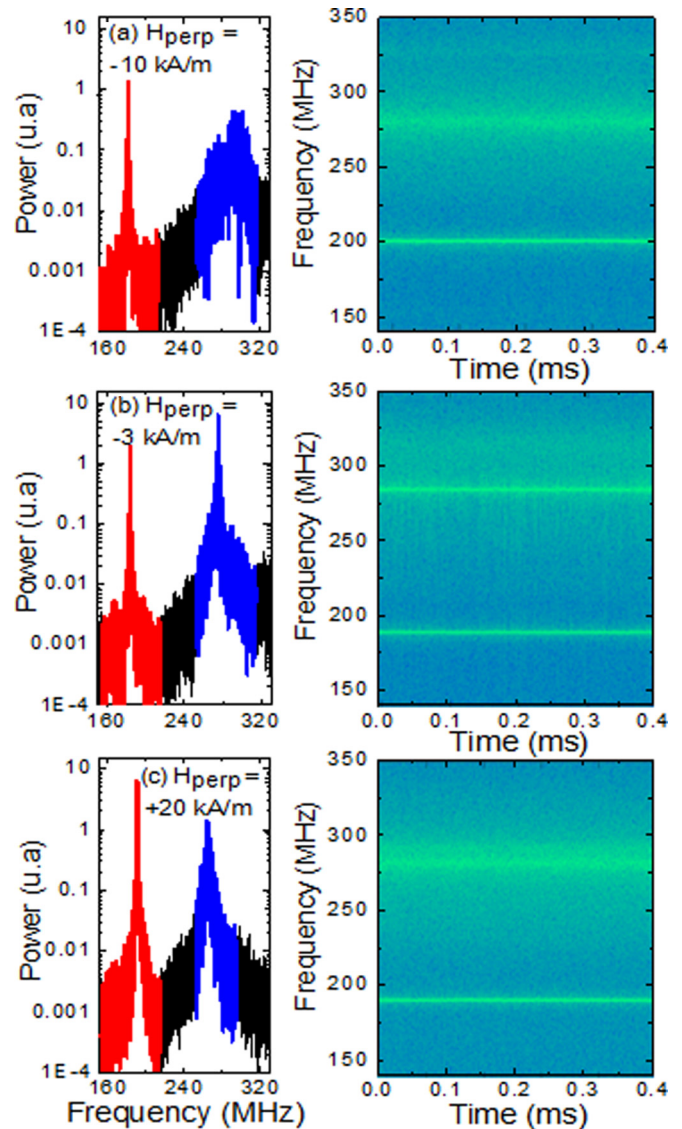 (a) H perp =
-10 kA/m
Power (u.a)
10
1
0.1
0.01
0.001
1E-4
160 240 320
Frequency (MHz)
350
300
250
200
150
0.0 0.1 0.2 0.3 0.4
Time (ms)
(b) H perp =
-3 kA/m
Power (u.a)
10
1
0.1
0.01
0.001
1E-4
160 240 320
Frequency (MHz)
350
300
250
200
150
0.0 0.1 0.2 0.3 0.4
Time (ms)
(c) H perp =
+20 kA/m
Power (u.a)
10
1
0.1
0.01
0.001
1E-4
160 240 320
Frequency (MHz)
Frequency (MHz)
350
300
250
200
150
0.0 0.1 0.2 0.3 0.4
Time (ms)